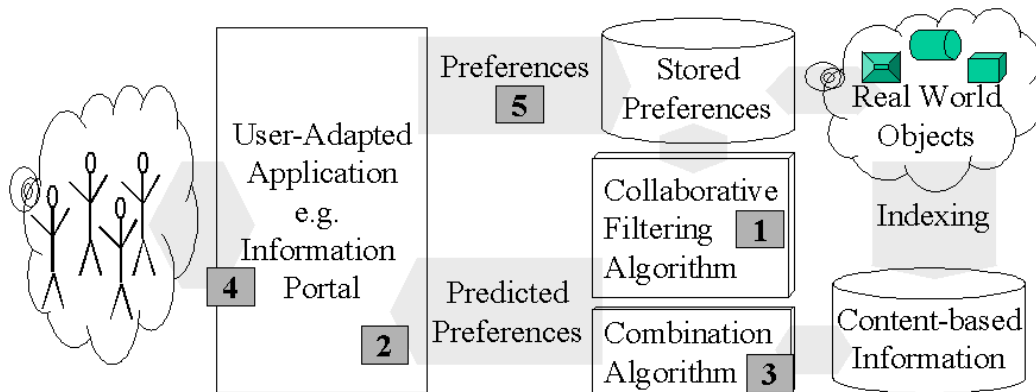 User-Adapted
Application
e.g.
Information
Portal
4
2
Preferences
5
Predicted
Preferences
Stored
Preferences
Collaborative
Filtering
Algorithm
1
Combination
Algorithm
3
Real World
Objects
Indexing
Content-based
Information